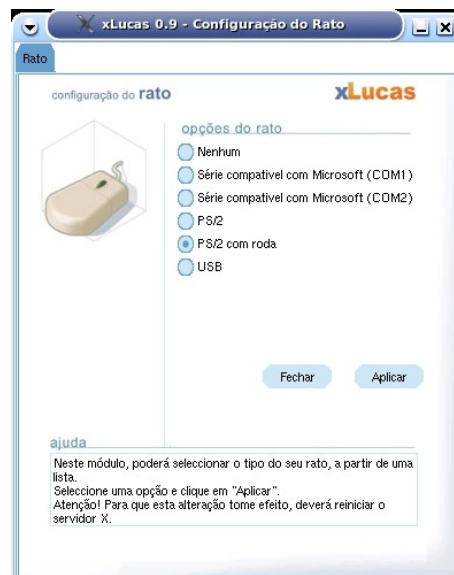 xLucas 0.9 - Configuração do Rato
Rato
configuração do rato
xLucas
opções do rato
Nenhum
Série compativel com Microsoft (COM1)
Série compativel com Microsoft (COM2)
PS/2
PS/2 com roda
USB
Fechar
Aplicar
ajuda
Neste módulo, poderá seleccionar o tipo do seu rato, a partir de uma
lista.
Seleccione uma opção e clique em "Aplicar".
Atenção! Para que esta alteração tome efeito, deverá reiniciar o
servidor X.